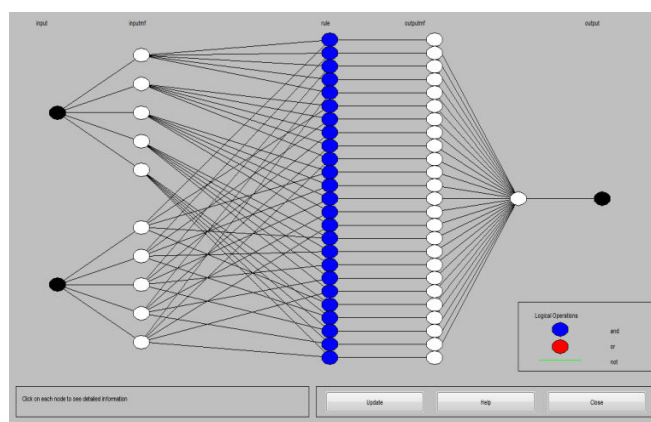 input
inputmf
rule
outputmf
output
Logical Operations
and
or
not
Click on each node to see detailed information
Update
Help
Close